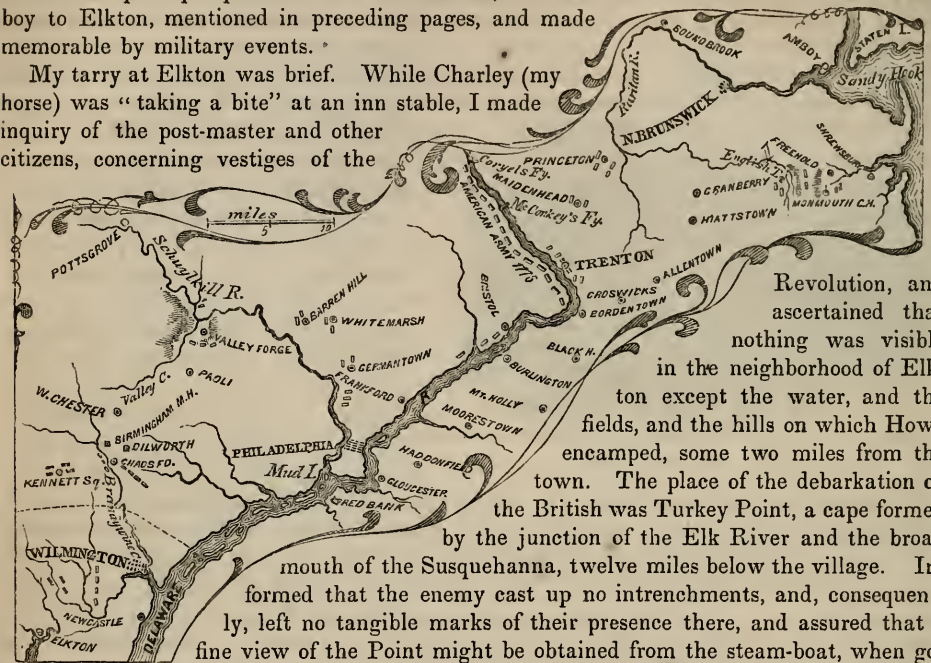 boy to Elkton, mentioned in preceding pages, and made
memorable by military events.
My tarry at Elkton was brief. While Charley (my
horse) was “ taking a bite” at an inn stable, I made
inquiry of the post-master and other
citizens, concerning vestiges of the
Revolution, an
ascertained tha
nothing was visibl
in the neighborhood of Elk
ton except the water, and th
fields, and the hills on which How
encamped, some two miles from th
town. The place of the debarkation o
the British was Turkey Point, a cape forme
by the junction of the Elk River and the broa
mouth of the Susquehanna, twelve miles below the village. In
formed that the enemy cast up no intrenchments, and, consequen
ly, left no tangible marks of their presence there, and assured that
fine view of the Point might be obtained from the steam-boat, when go
BOUNDBROOK
AMBOY
STATEN I.
Sandy Hook
Raritan R.
N.BRUNSWICK
SHREWSBURY
FREEHOLD
English T.
MONMOUTH C.H.
PRINCETON
Coryels Fy.
MAIDENHEAD
McConkey's Fy.
CRANBERRY
HIATTSTOWN
AMERICAN ARMY 1776
TRENTON
ALLENTOWN
CROSWICKS
BORDENTOWN
BRISTOL
miles
5
10
POTTSGROVE
Schuylkill R.
BARREN HILL
WHITEMARSH
VALLEY FORGE
GERMANTOWN
FRANKFORD
BLACK H.
BURLINGTON
MT. HOLLY
MOORESTOWN
Valley C.
PAOLI
W. CHESTER
BIRMINGHAM M.H.
DILWORTH
CHADS FO.
PHILADELPHIA
R.
HADDONFIELD
Mud I.
GLOUCESTER
RED BANK
KENNETT Sq.
Brandywine C.
WILMINGTON
NEWCASTLE
DELAWARE
ELKTON